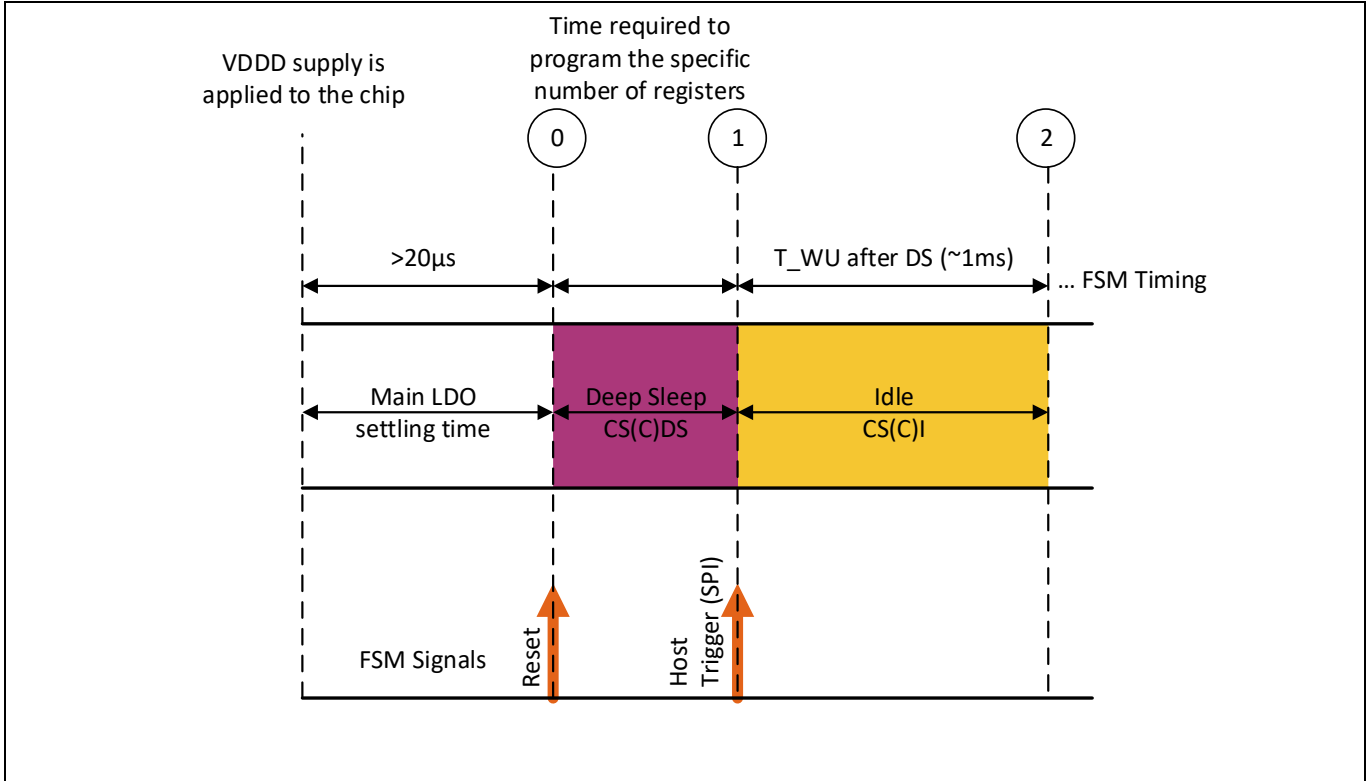 VDDD supply is
applied to the chip
Time required to
program the specific
number of registers
0
1
2
>20µs
T_WU after DS (~1ms)
... FSM Timing
Main LDO
settling time
Deep Sleep
CS(C)DS
Idle
CS(C)I
FSM Signals
Reset
Host
Trigger (SPI)